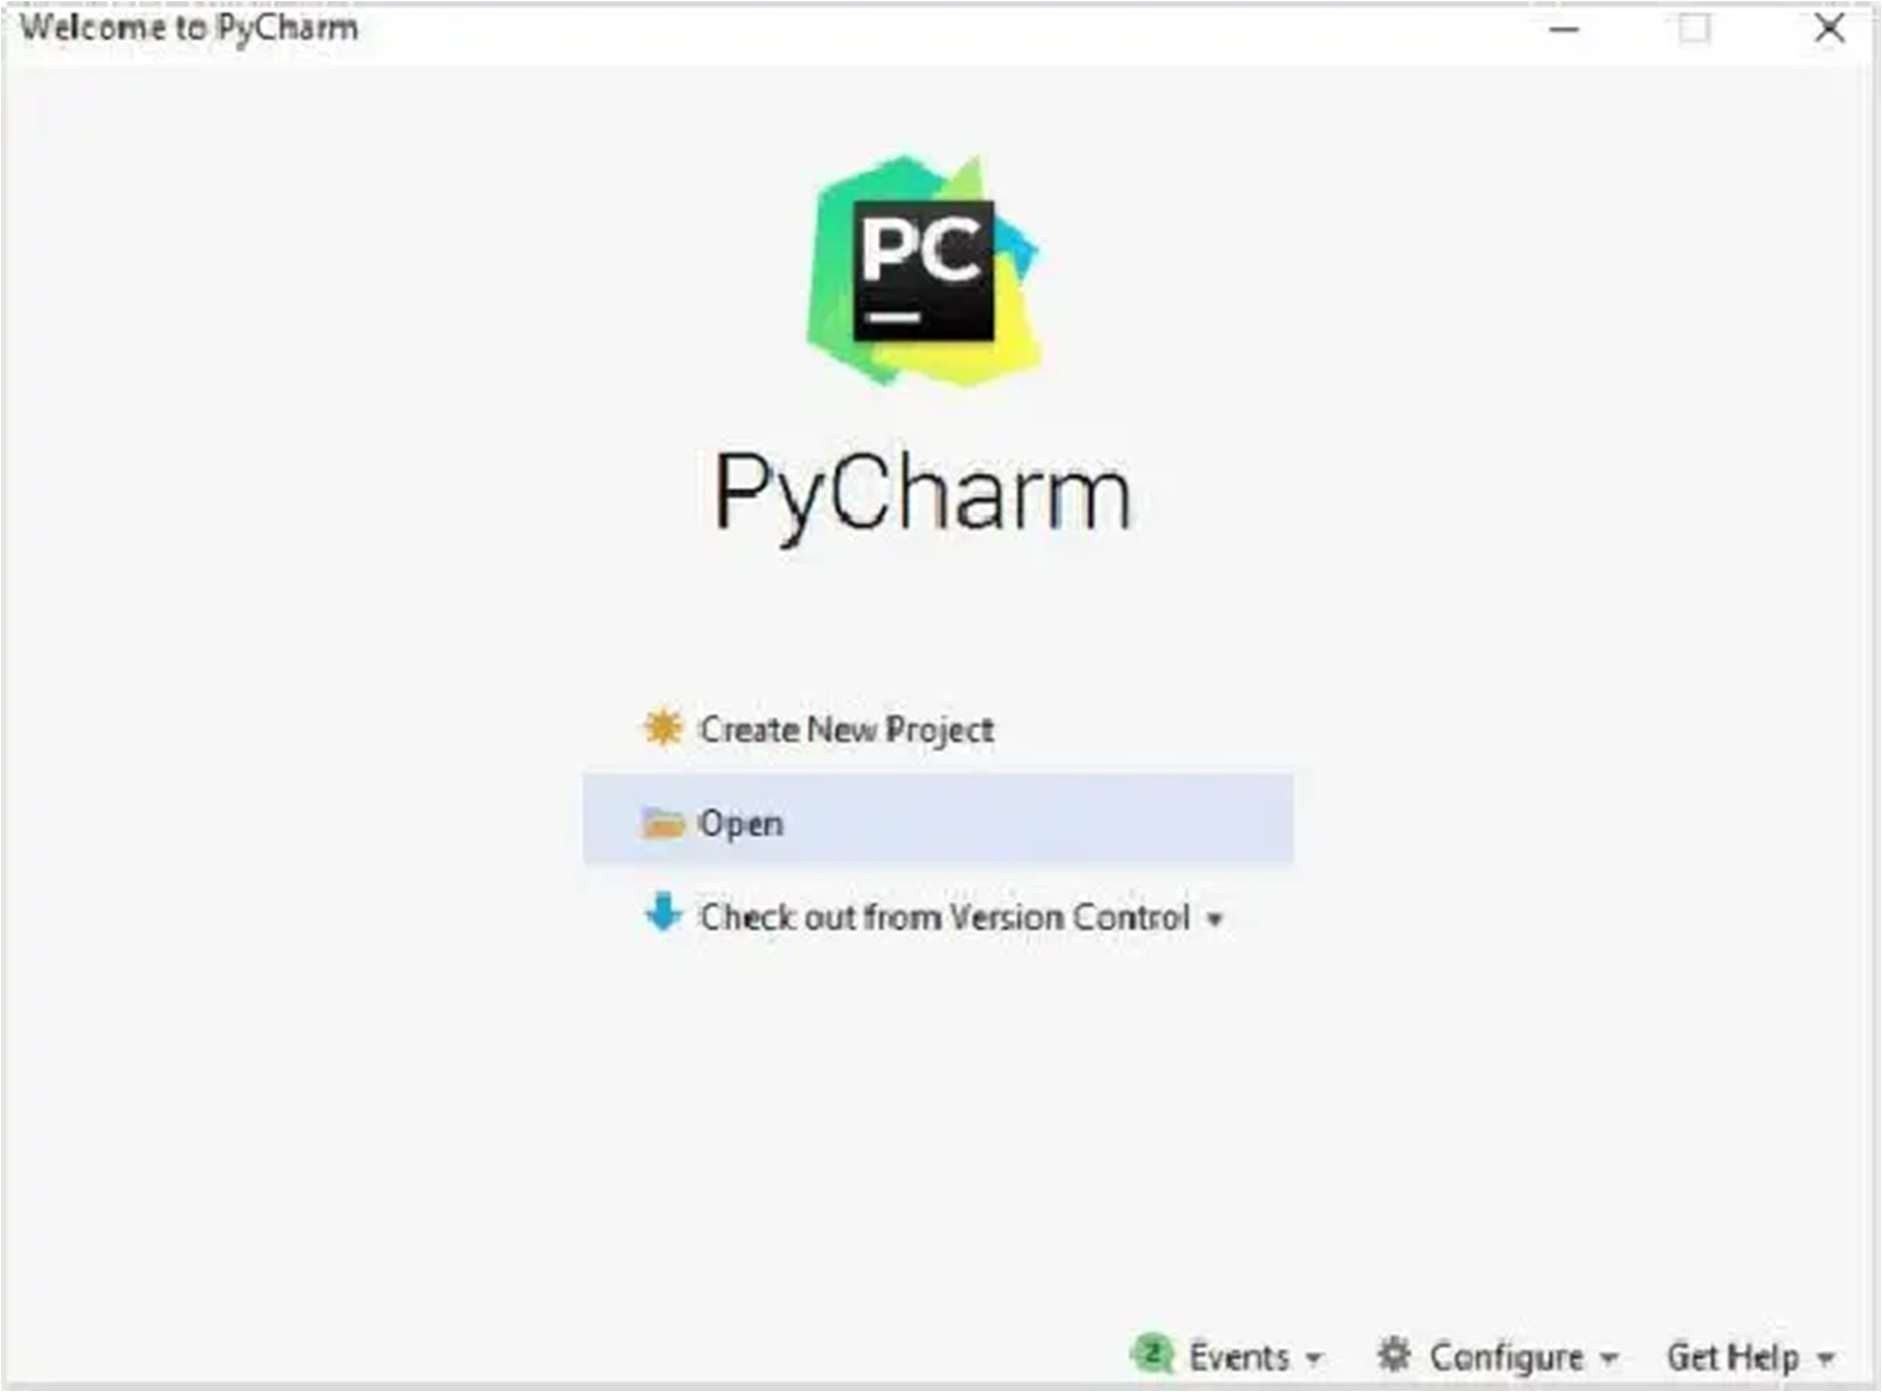 Welcome to PyCharm
PC
PyCharm
Create New Project
Open
Check out from Version Control
2 Events Configure Get Help